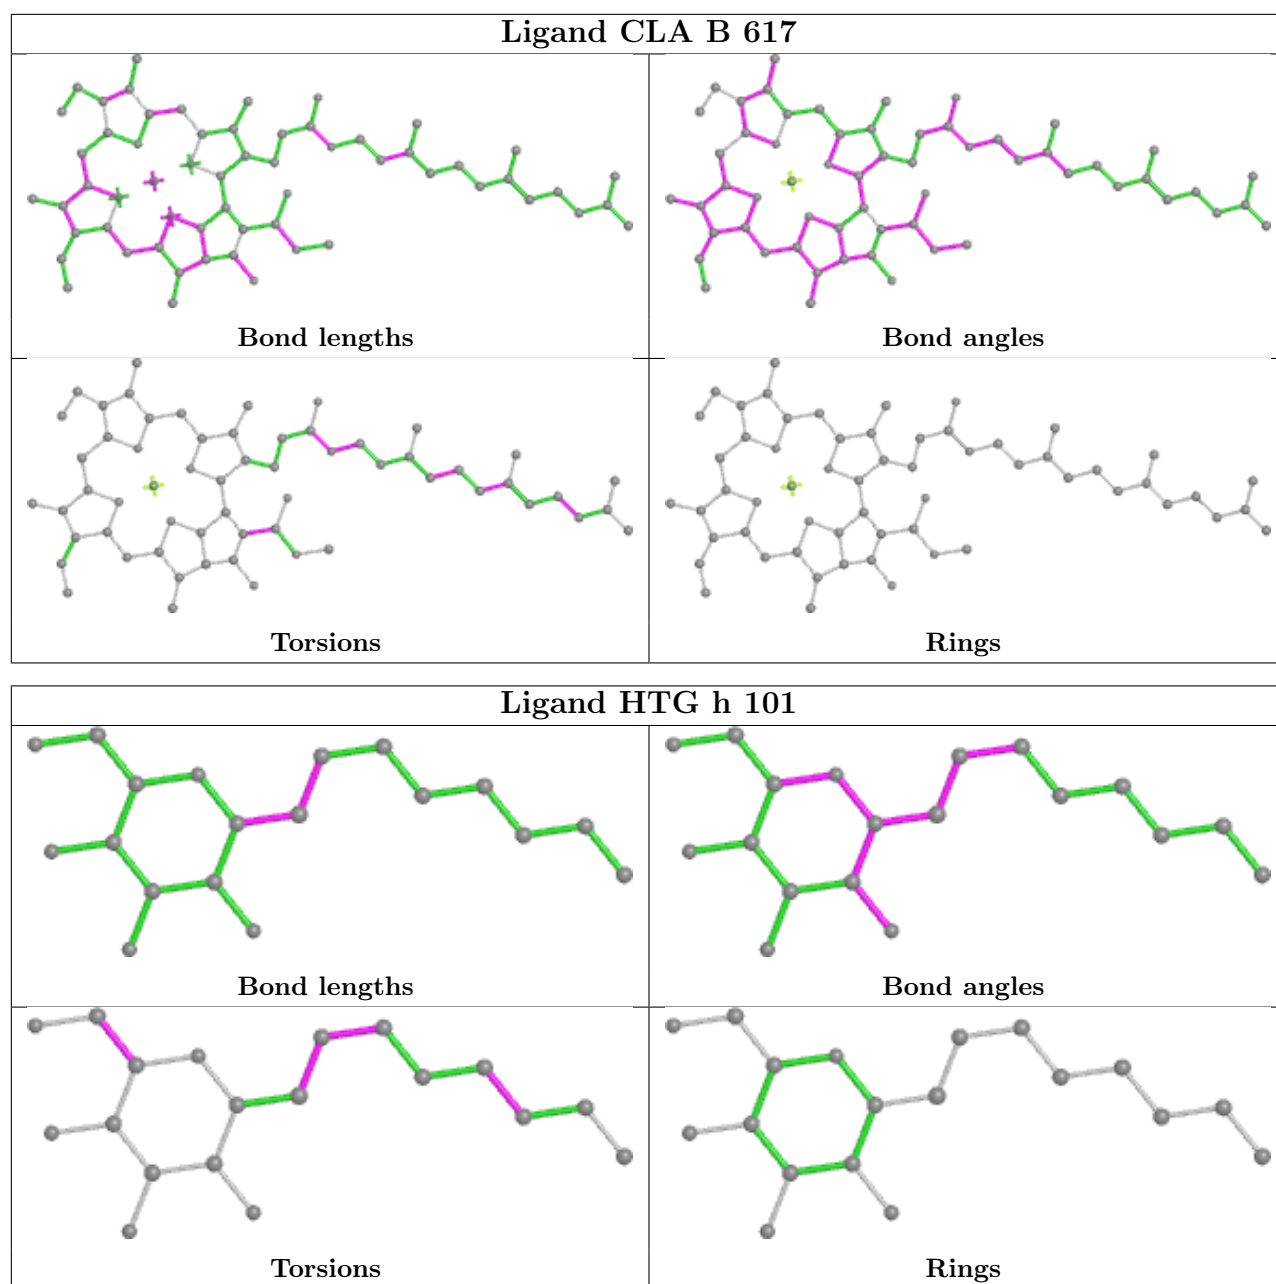 Ligand CLA B 617
Bond lengths
Bond angles
Torsions
Rings
Ligand HTG h 101
Bond lengths
Bond angles
Torsions
Rings